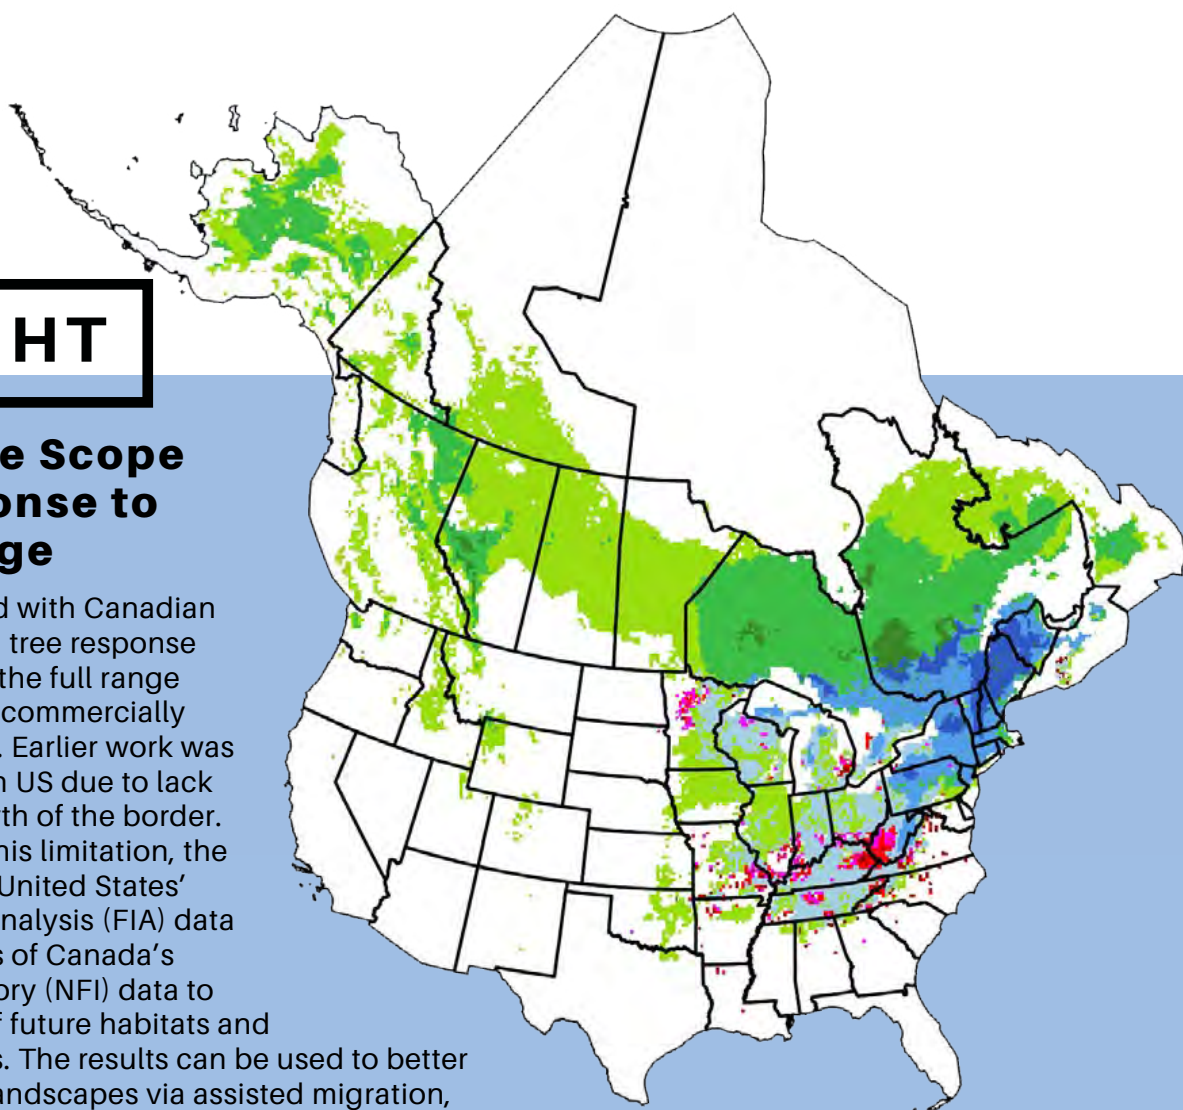 HT
e Scope
onse to
ge
d with Canadian
tree response
the full range
commercially
. Earlier work was
n US due to lack
rth of the border.
his limitation, the
United States’
nalysis (FIA) data
s of Canada’s
ory (NFI) data to
f future habitats and
s. The results can be used to better
andscapes via assisted migration,